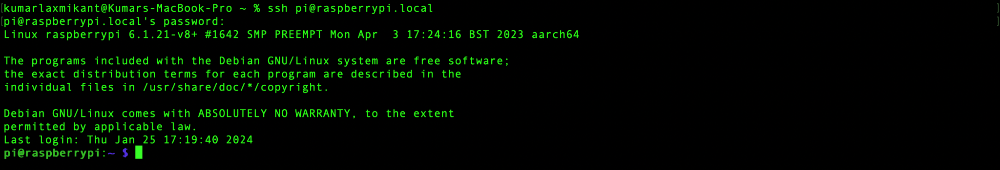 [kumarlaxmikant@Kumars-MacBook-Pro ~ % ssh pi@raspberrypi.local ]
[pi@raspberrypi.local's password: ]
Linux raspberrypi 6.1.21-v8+ #1642 SMP PREEMPT Mon Apr  3 17:24:16 BST 2023 aarch64

The programs included with the Debian GNU/Linux system are free software;
the exact distribution terms for each program are described in the
individual files in /usr/share/doc/*/copyright.

Debian GNU/Linux comes with ABSOLUTELY NO WARRANTY, to the extent
permitted by applicable law.
Last login: Thu Jan 25 17:19:40 2024
pi@raspberrypi:~ $